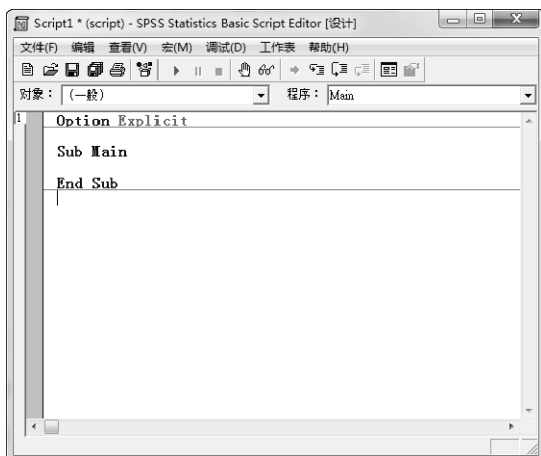 Script1 * (script) - SPSS Statistics Basic Script Editor [设计]
文件(F) 编辑 查看(V) 宏(M) 调试(D) 工作表 帮助(H)
对象： (一般) 程序： Main
1
Option Explicit
Sub Main
End Sub